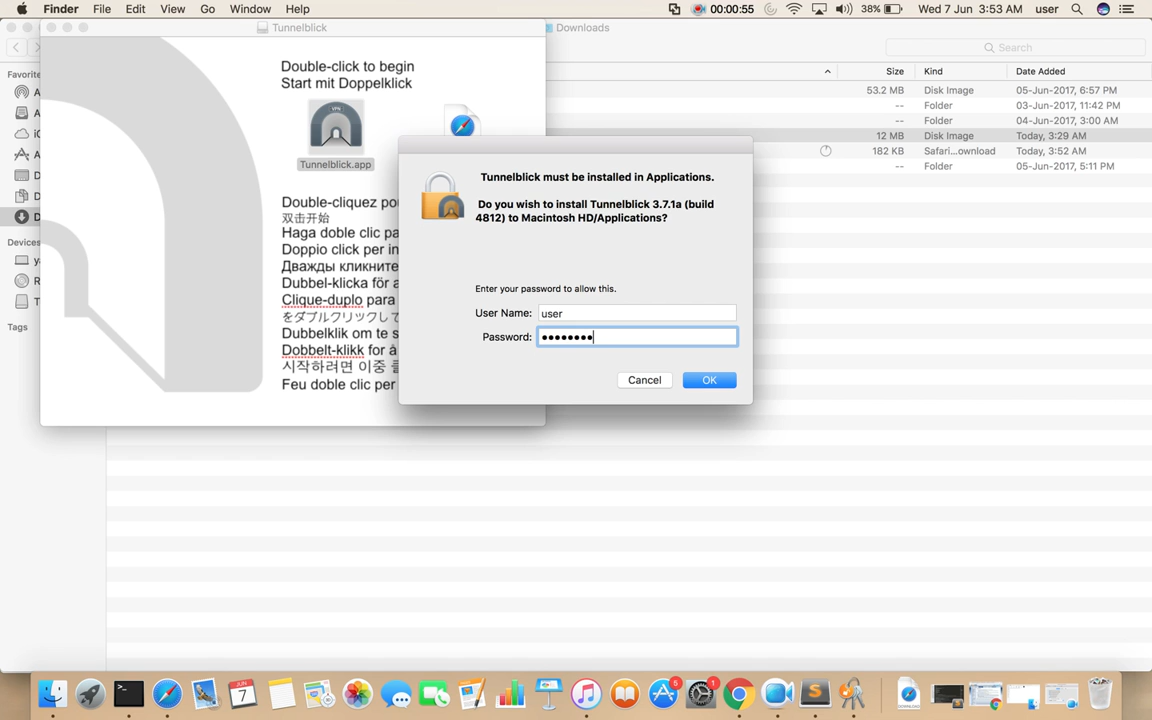 Finder File Edit View Go Window Help 00:00:55 38% Wed 7 Jun 3:53 AM user
Tunnelblick
Downloads
Search
Favorite
Size Kind Date Added
53.2 MB Disk Image 05-Jun-2017, 6:57 PM
-- Folder 03-Jun-2017, 11:42 PM
-- Folder 04-Jun-2017, 3:00 AM
12 MB Disk Image Today, 3:29 AM
182 KB Safari...ownload Today, 3:52 AM
-- Folder 05-Jun-2017, 5:11 PM
Devices
Tags
Double-click to begin
Start mit Doppelklick
VPN
Tunnelblick.app
Double-cliquez po
双击开始
Haga doble clic pa
Doppio click per in
Дважды кликните
Dubbel-klicka för a
Clique-duplo para
をダブルクリックして
Dubbelklik om te s
Dobbelt-klikk for å
시작하려면 이중 클
Feu doble clic per
Tunnelblick must be installed in Applications.
Do you wish to install Tunnelblick 3.7.1a (build
4812) to Macintosh HD/Applications?
Enter your password to allow this.
User Name: user
Password: ••••••••
Cancel OK
JUN
7
6
1